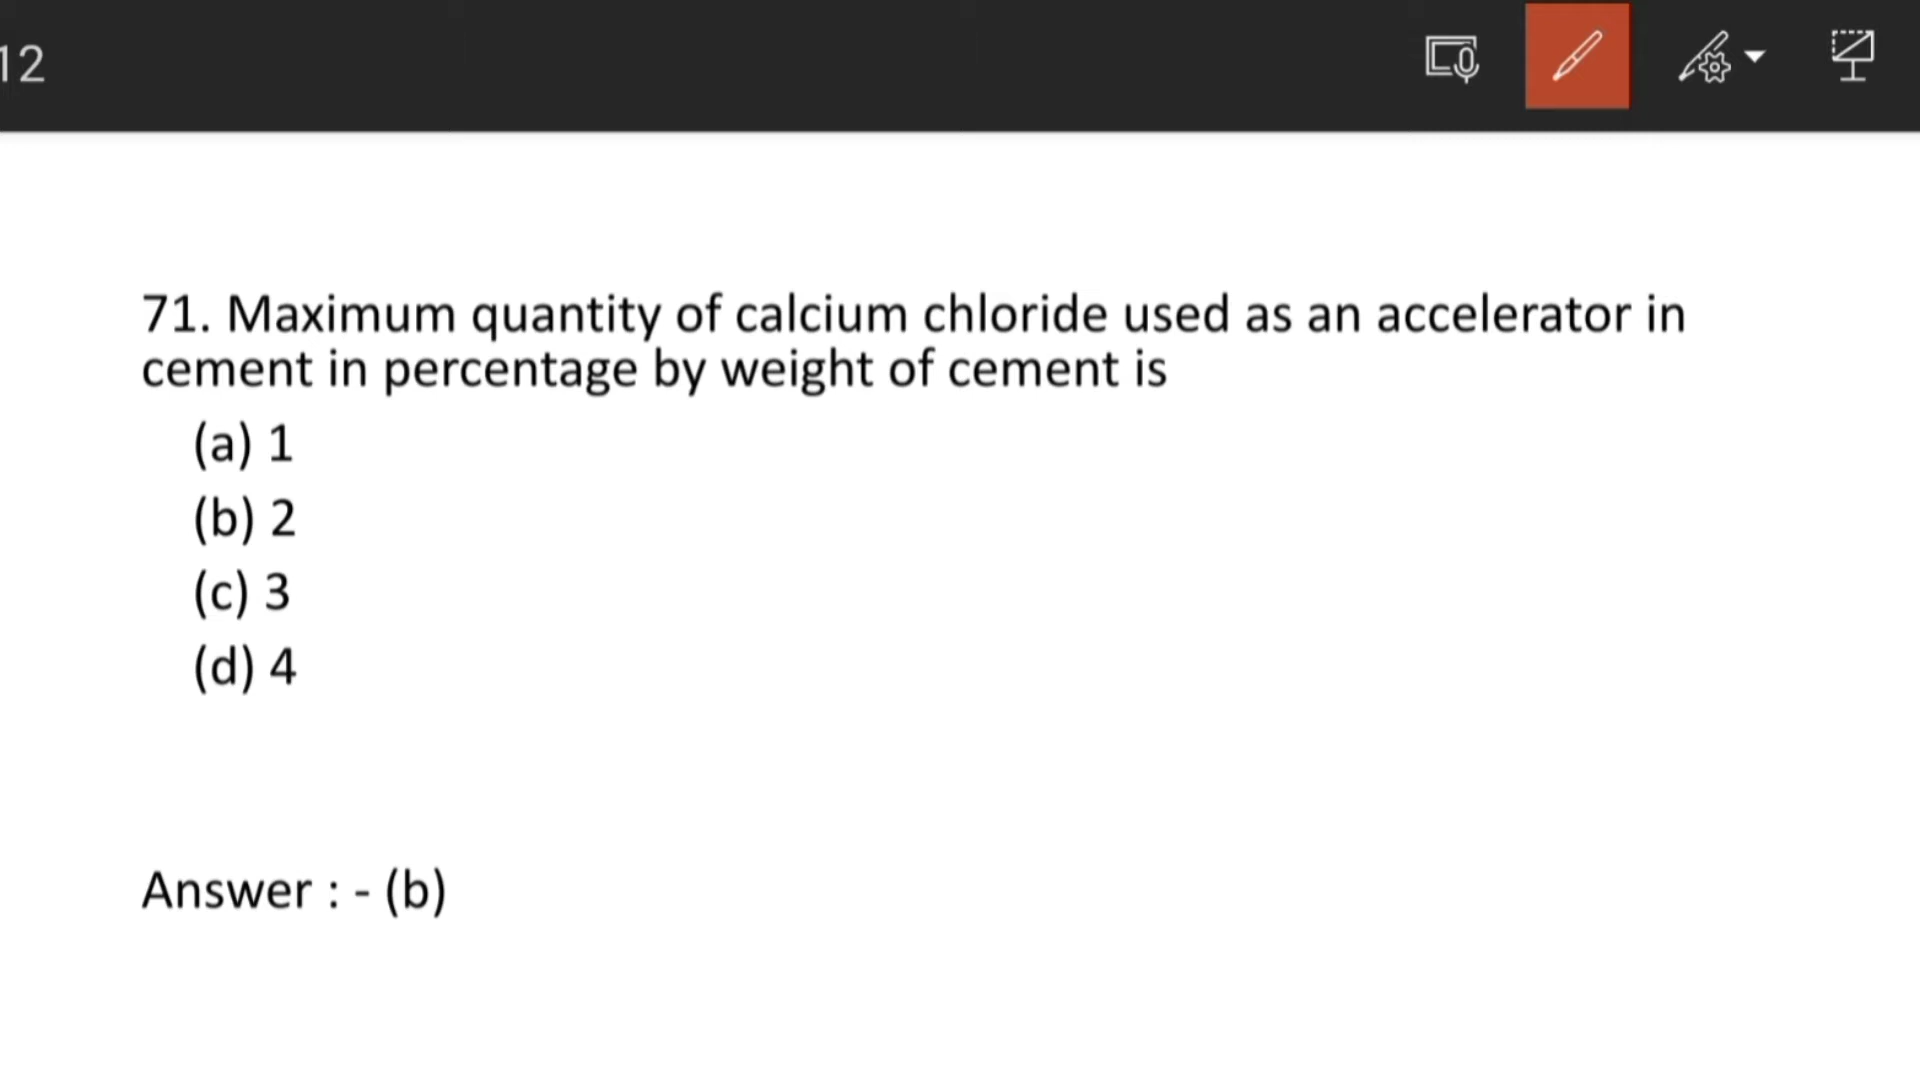 12
71. Maximum quantity of calcium chloride used as an accelerator in
cement in percentage by weight of cement is
(a) 1
(b) 2
(c) 3
(d) 4
Answer : - (b)